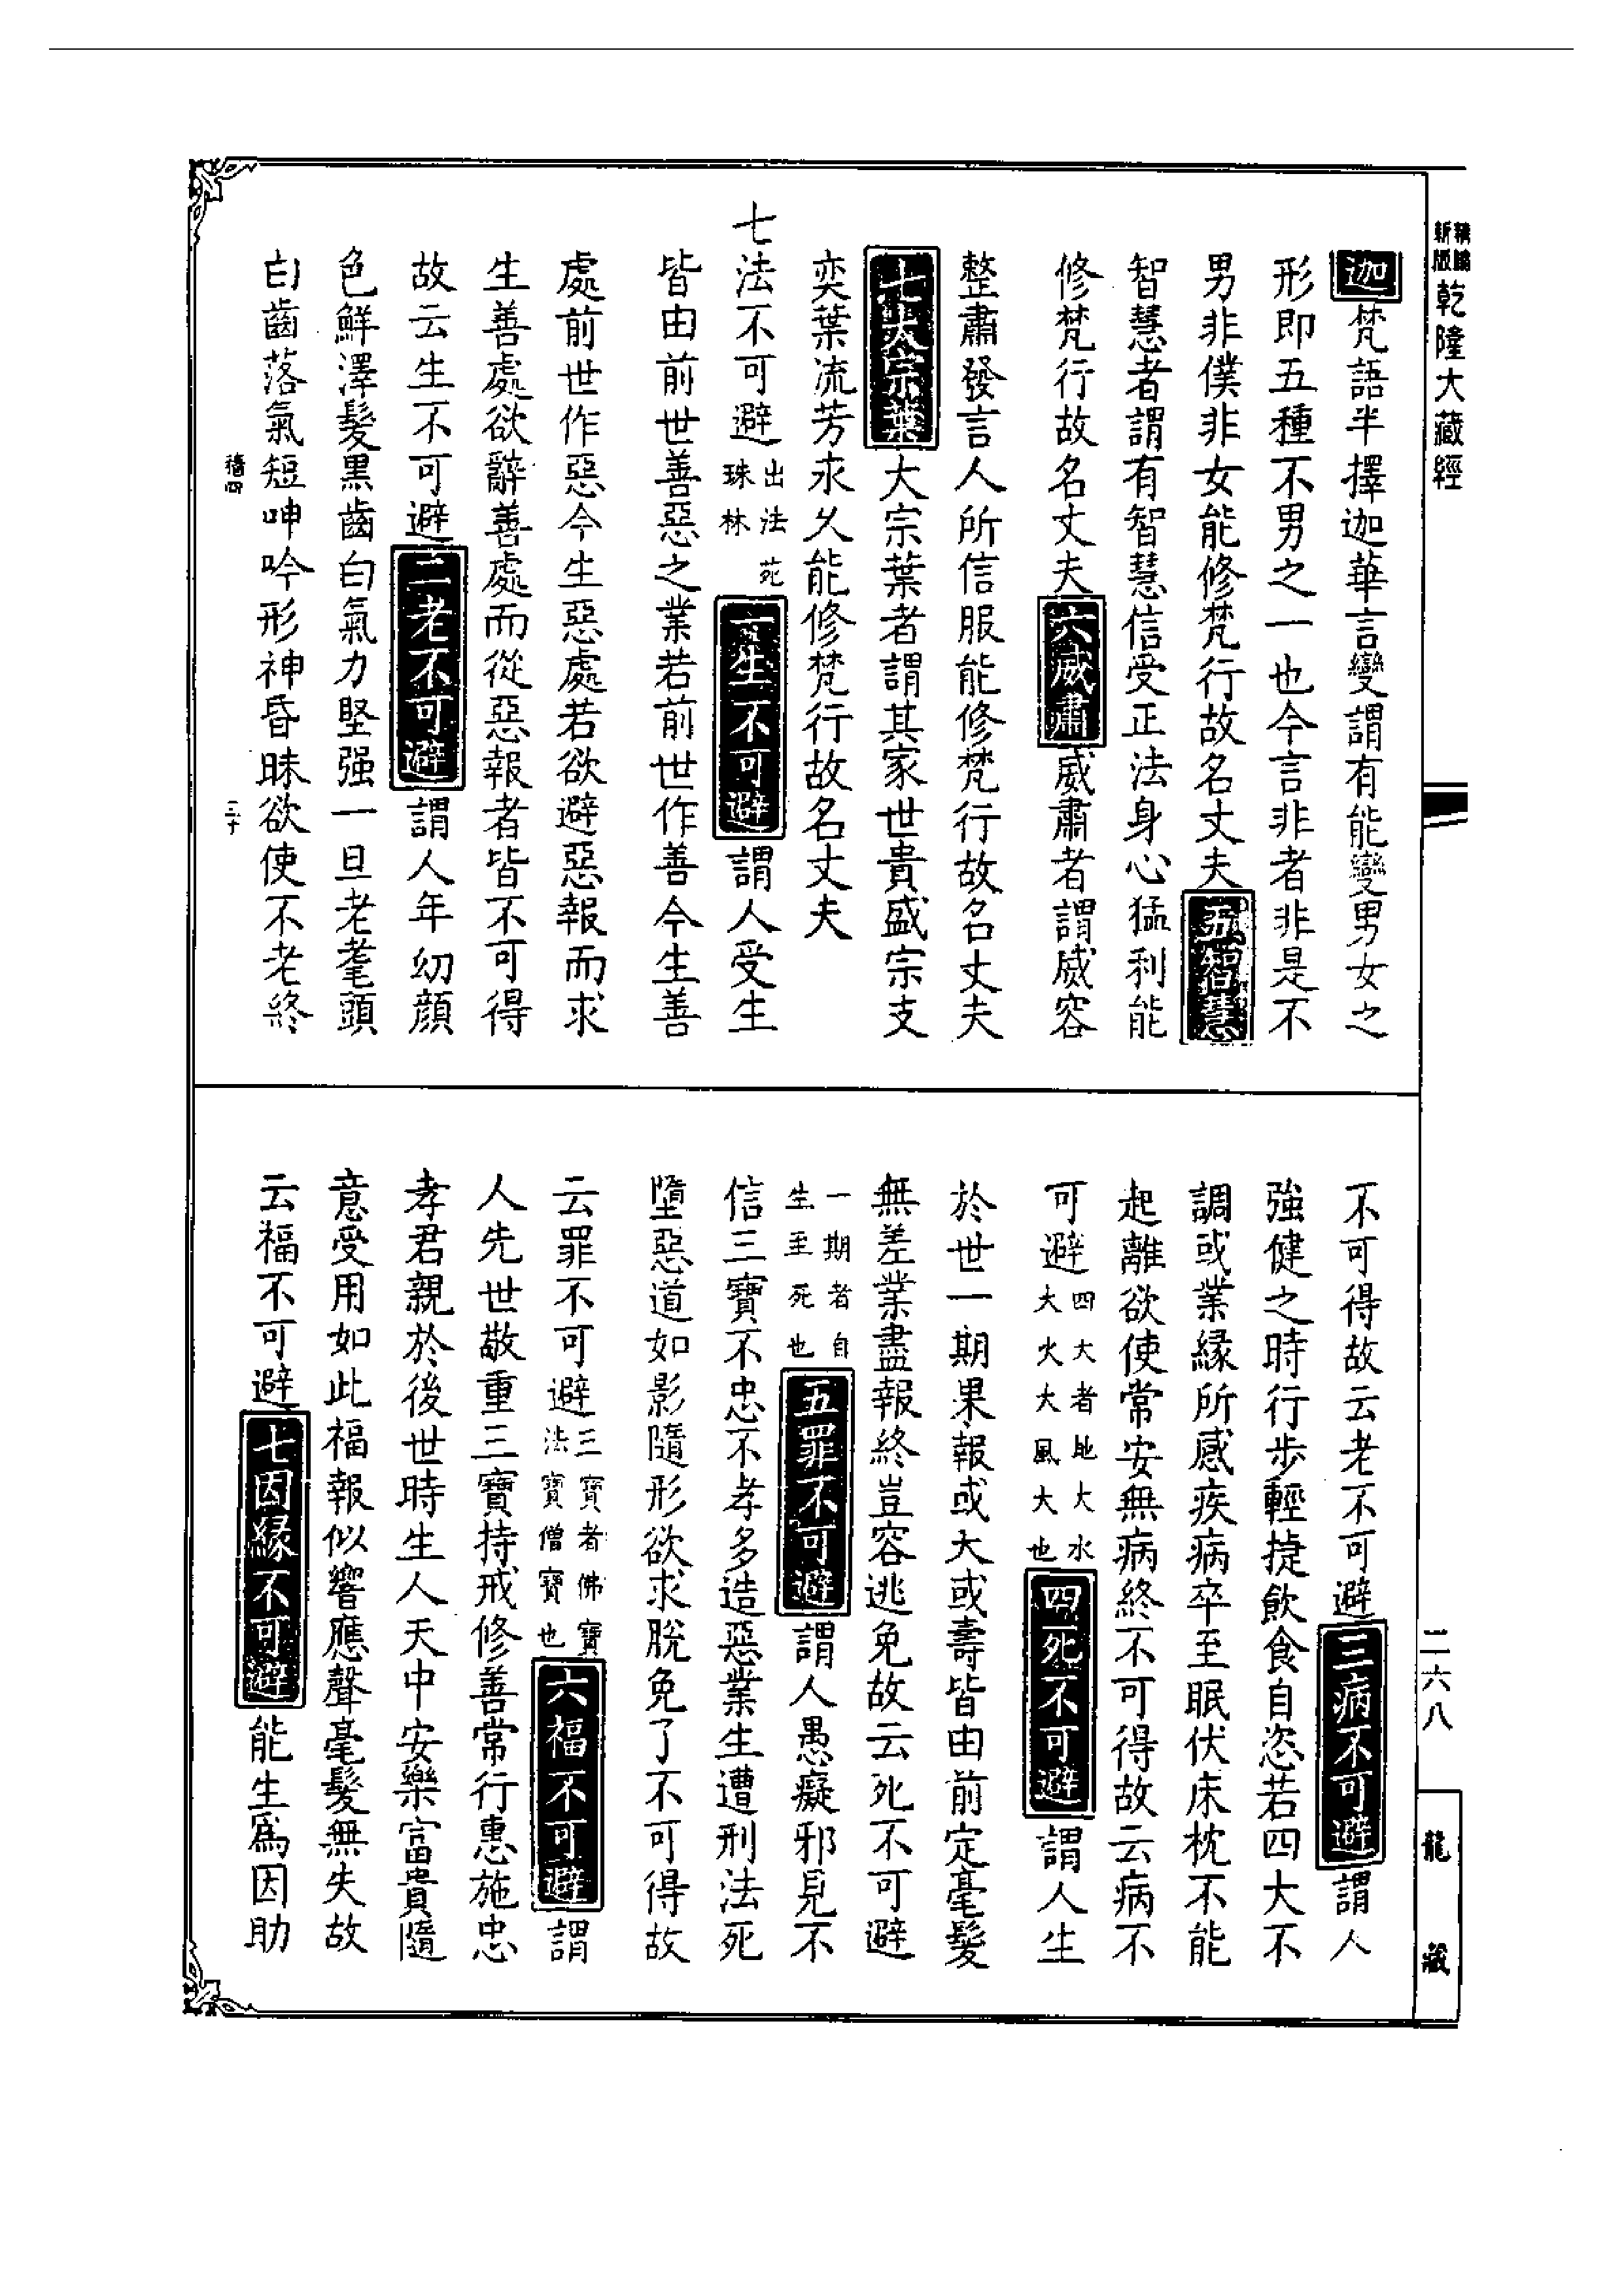 精編新版乾隆大藏經
迦梵語半擇迦華言變謂有能變男女之
形即五種不男之一也今言非者非是不
男非僕非女能修梵行故名丈夫五智慧
智慧者謂有智慧信受正法身心猛利能
修梵行故名丈夫六威肅威肅者謂威容
整肅發言人所信服能修梵行故名丈夫
七大宗葉大宗葉者謂其家世貴盛宗支
奕葉流芳永久能修梵行故名丈夫
七法不可避出法苑珠林一生不可避謂人受生
皆由前世善惡之業若前世作善今生善
處前世作惡今生惡處若欲避惡報而求
生善處欲辭善處而從惡報者皆不可得
故云生不可避二老不可避謂人年幼顏
色鮮澤髮黑齒白氣力堅强一旦老耄頭
白齒落氣短呻吟形神昏昧欲使不老終
三十
不可得故云老不可避三病不可避謂人
強健之時行步輕捷飲食自恣若四大不
調或業緣所感疾病卒至眠伏床枕不能
起離欲使常安無病終不可得故云病不
可避四大者地大水大火大風大也四死不可避謂人生
於世一期果報或大或壽皆由前定毫髮
無差業盡報終豈容逃免故云死不可避
一期者自生至死也五罪不可避謂人愚癡邪見不
信三寶不忠不孝多造惡業生遭刑法死
墮惡道如影隨形欲求脫免了不可得故
云罪不可避三寶者佛寶法寶僧寶也六福不可避謂
人先世敬重三寶持戒修善常行惠施忠
孝君親於後世時生人天中安樂富貴隨
意受用如此福報似響應聲毫髮無失故
云福不可避七因緣不可避能生爲因助
二六八
龍藏